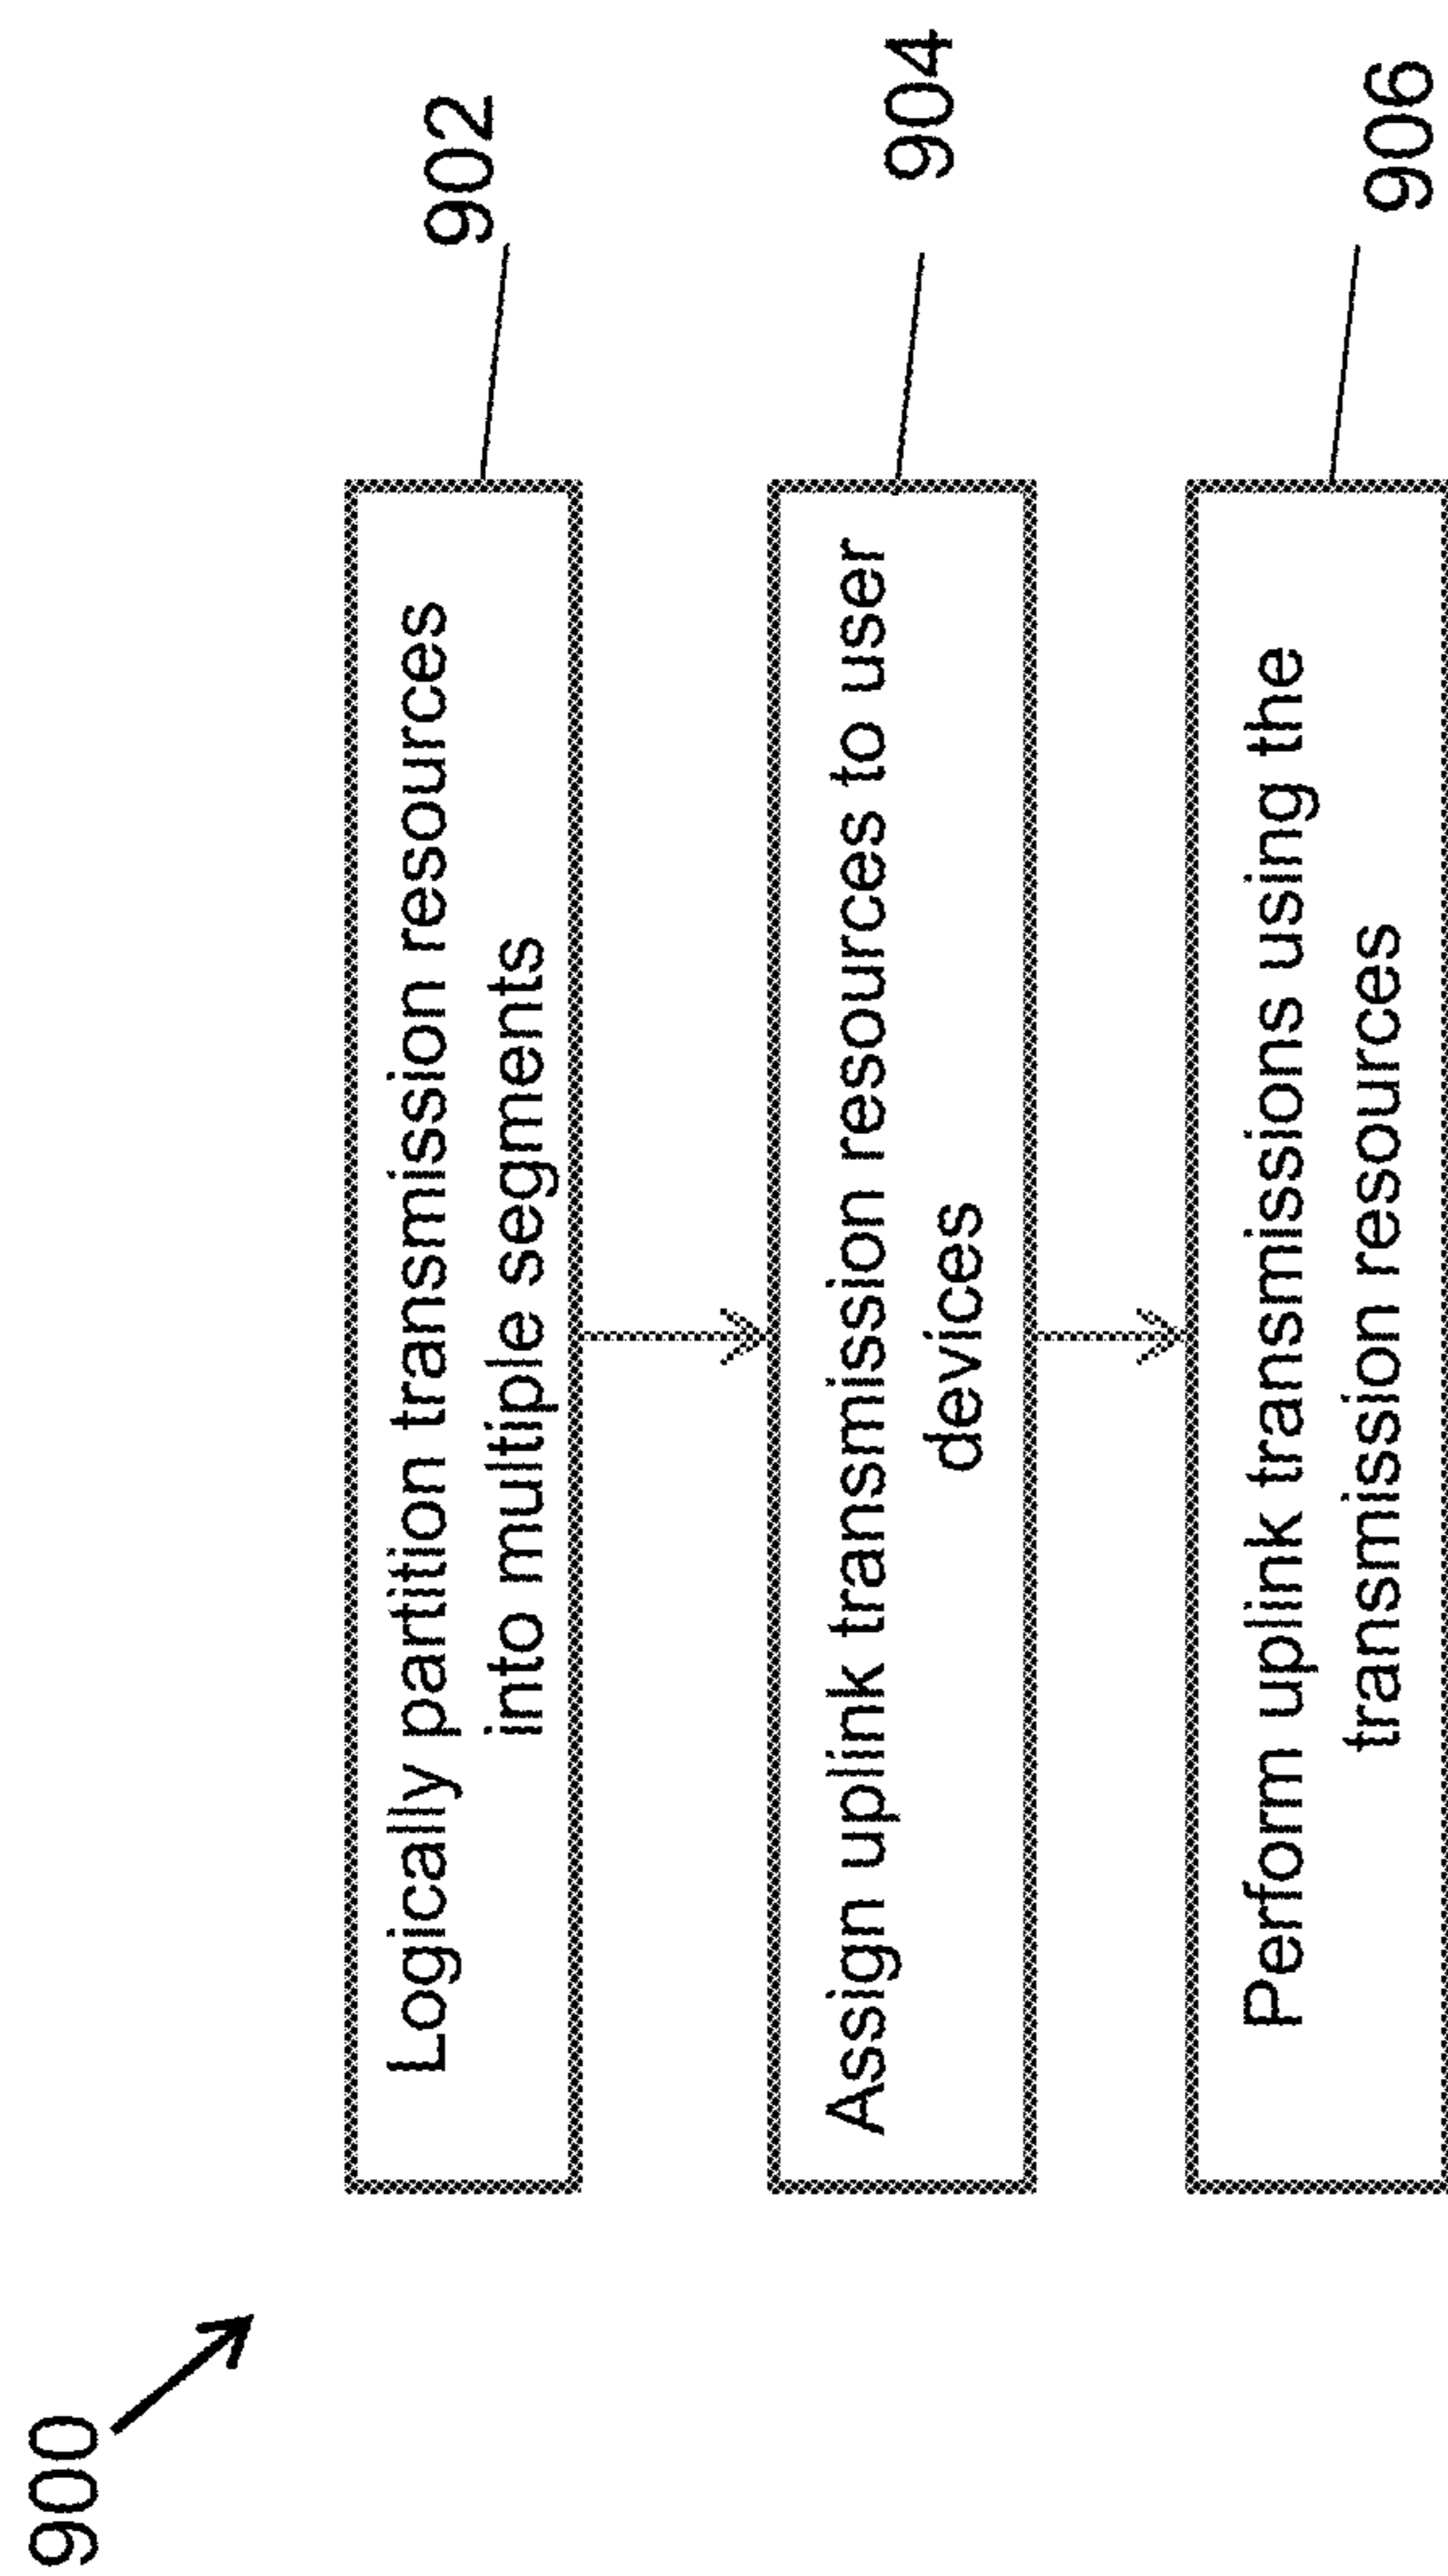 900
Logically partition transmission resources
into multiple segments
902
Assign uplink transmission resources to user
devices
904
Perform uplink transmissions using the
transmission resources
906